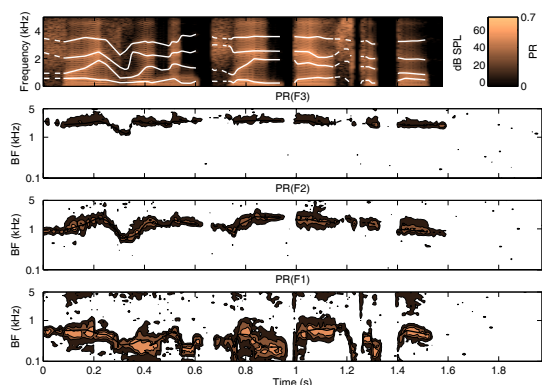 Frequency (kHz)
4
2
0
60
40
20
0
dB SPL
0.7
0
PR
PR(F3)
5
1
0.1
BF (kHz)
PR(F2)
5
1
0.1
BF (kHz)
PR(F1)
5
1
0.1
BF (kHz)
0 0.2 0.4 0.6 0.8 1 1.2 1.4 1.6 1.8
Time (s)